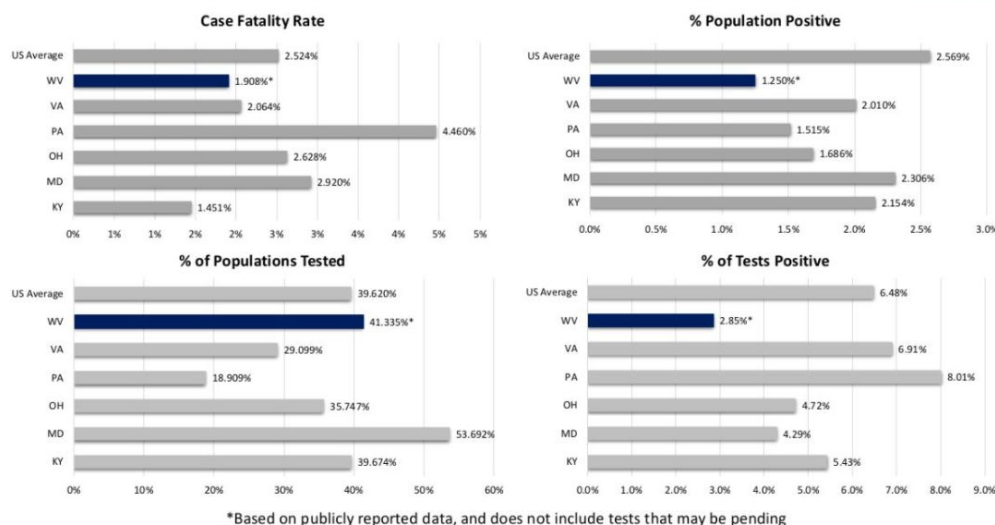 Case Fatality Rate
US Average 2.524%
WV 1.908%*
VA 2.064%
PA 4.460%
OH 2.628%
MD 2.920%
KY 1.451%
0% 1% 1% 2% 2% 3% 3% 4% 4% 5% 5%
% Population Positive
US Average 2.569%
WV 1.250%*
VA 2.010%
PA 1.515%
OH 1.686%
MD 2.306%
KY 2.154%
0.0% 0.5% 1.0% 1.5% 2.0% 2.5% 3.0%
% of Populations Tested
US Average 39.620%
WV 41.335%*
VA 29.099%
PA 18.909%
OH 35.747%
MD 53.692%
KY 39.674%
0% 10% 20% 30% 40% 50% 60%
% of Tests Positive
US Average 6.48%
WV 2.85%*
VA 6.91%
PA 8.01%
OH 4.72%
MD 4.29%
KY 5.43%
0.0% 1.0% 2.0% 3.0% 4.0% 5.0% 6.0% 7.0% 8.0% 9.0%
*Based on publicly reported data, and does not include tests that may be pending